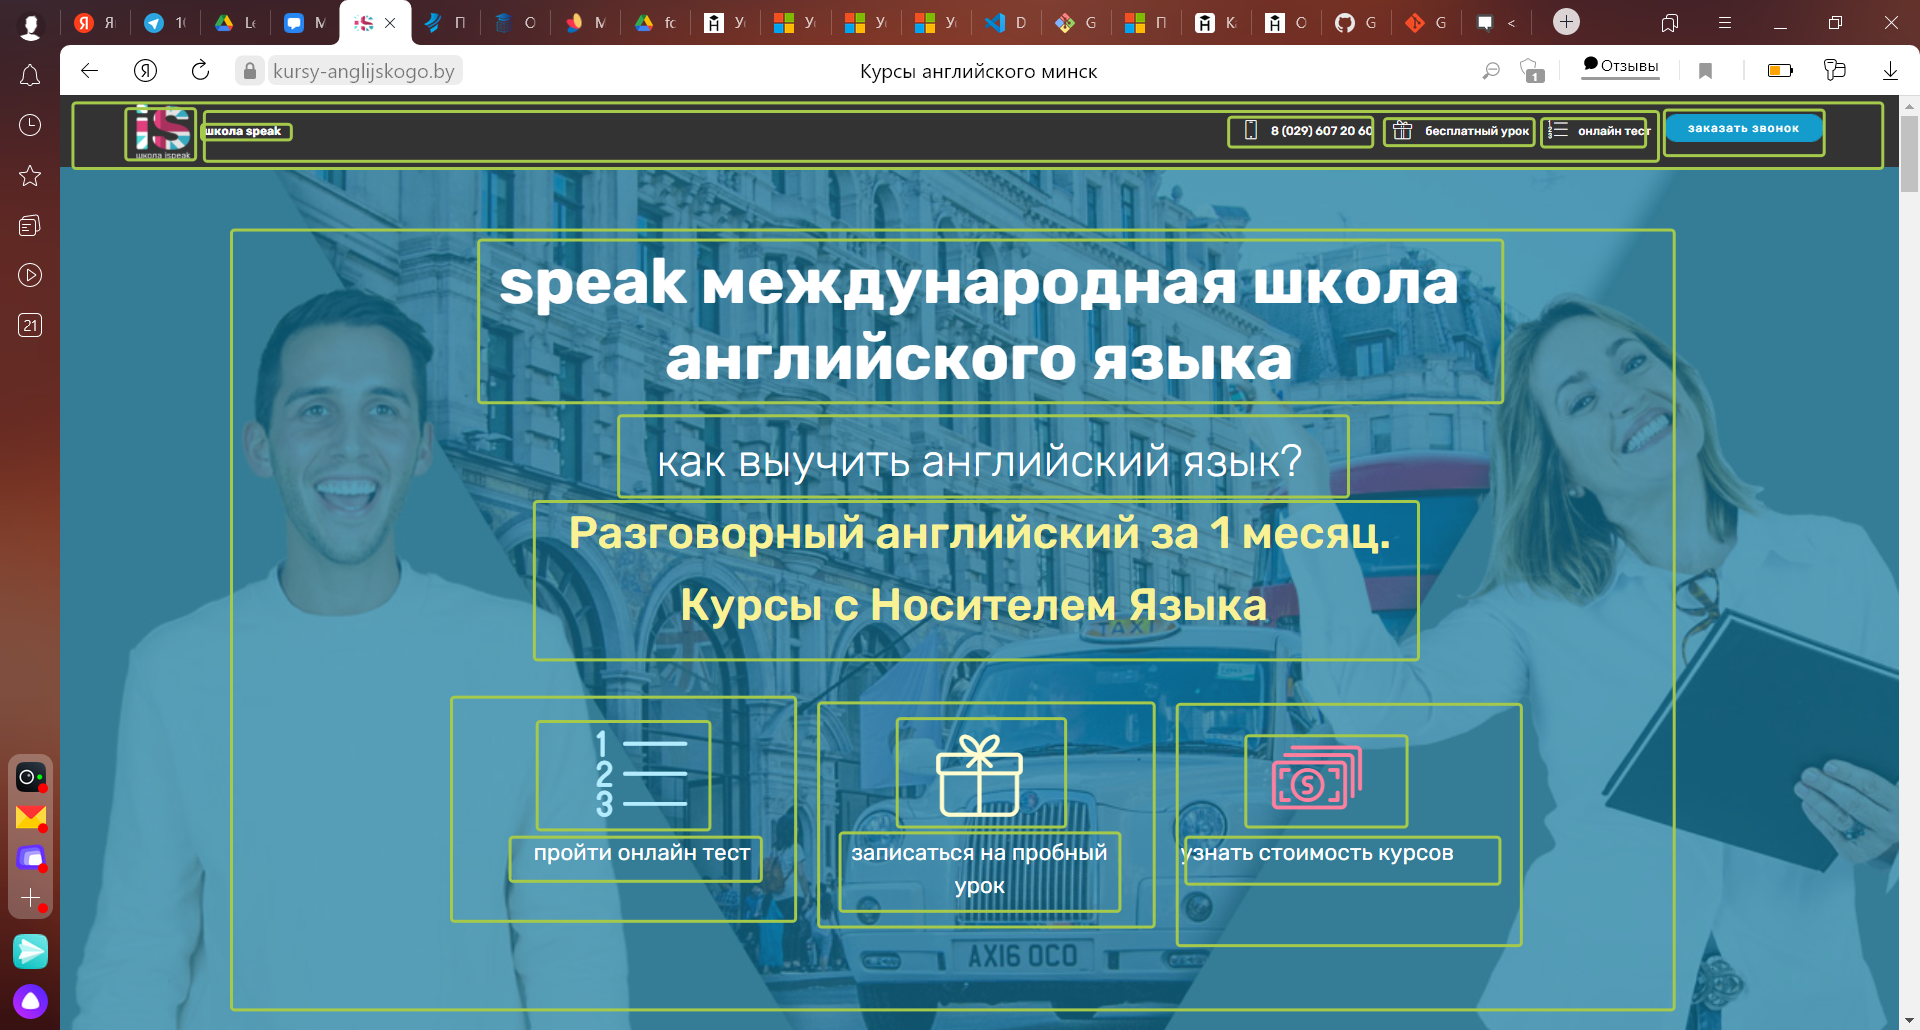 Я
1(
Le
М
П
О
М
fc
У
У
У
У
D
G
П
К
О
G
G
<
kursy-anglijskogo.by
Курсы английского минск
1
Отзывы
21
is
школа ispeak
школа speak
8 (029) 607 20 60
бесплатный урок
онлайн тест
заказать звонок
speak международная школа
английского языка
как выучить английский язык?
Разговорный английский за 1 месяц.
Курсы с Носителем Языка
TAXI
1
2
3
пройти онлайн тест
записаться на пробный
урок
узнать стоимость курсов
AX16 OCO